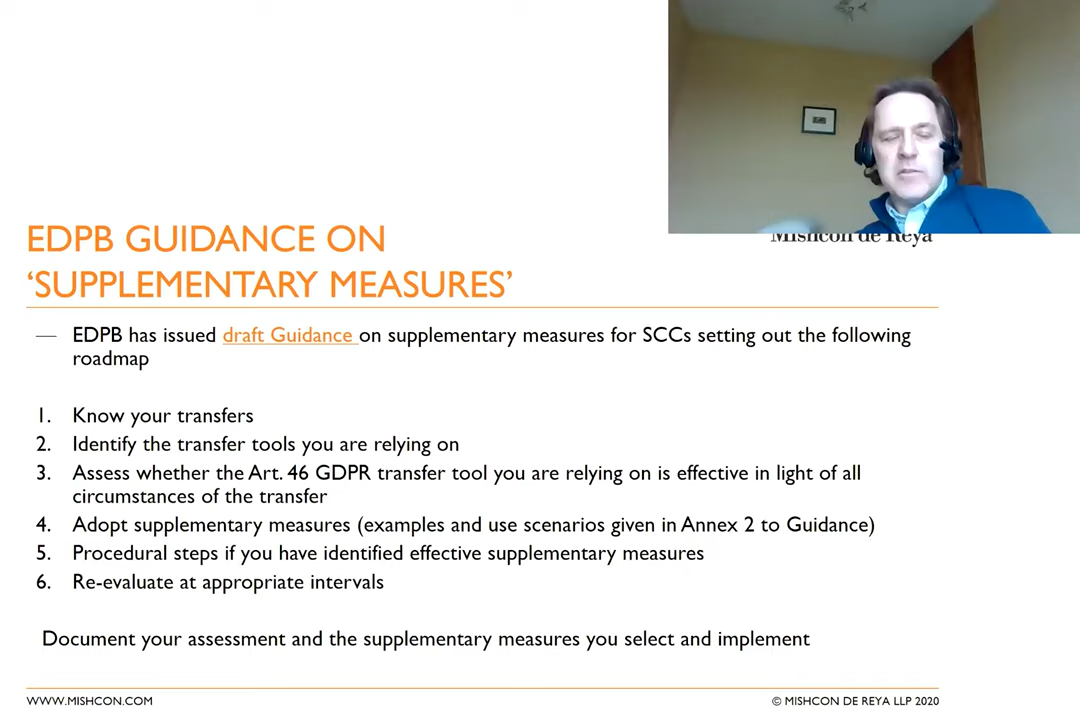 Mishcon de Reya
EDPB GUIDANCE ON
‘SUPPLEMENTARY MEASURES’
— EDPB has issued draft Guidance on supplementary measures for SCCs setting out the following
roadmap
1. Know your transfers
2. Identify the transfer tools you are relying on
3. Assess whether the Art. 46 GDPR transfer tool you are relying on is effective in light of all
circumstances of the transfer
4. Adopt supplementary measures (examples and use scenarios given in Annex 2 to Guidance)
5. Procedural steps if you have identified effective supplementary measures
6. Re-evaluate at appropriate intervals
Document your assessment and the supplementary measures you select and implement
WWW.MISHCON.COM
© MISHCON DE REYA LLP 2020